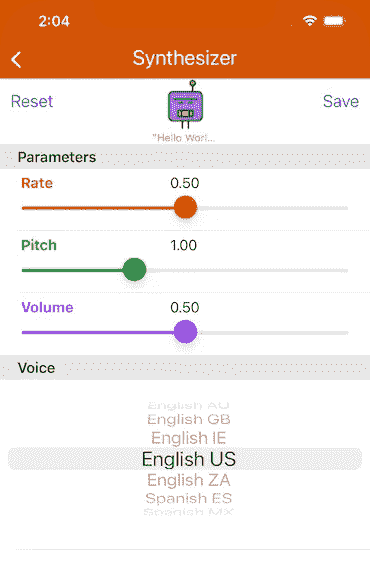 2:04
Synthesizer
Reset
Save
"Hello Worl...
Parameters
Rate 0.50
Pitch 1.00
Volume 0.50
Voice
English AU
English GB
English IE
English US
English ZA
Spanish ES
Spanish MX